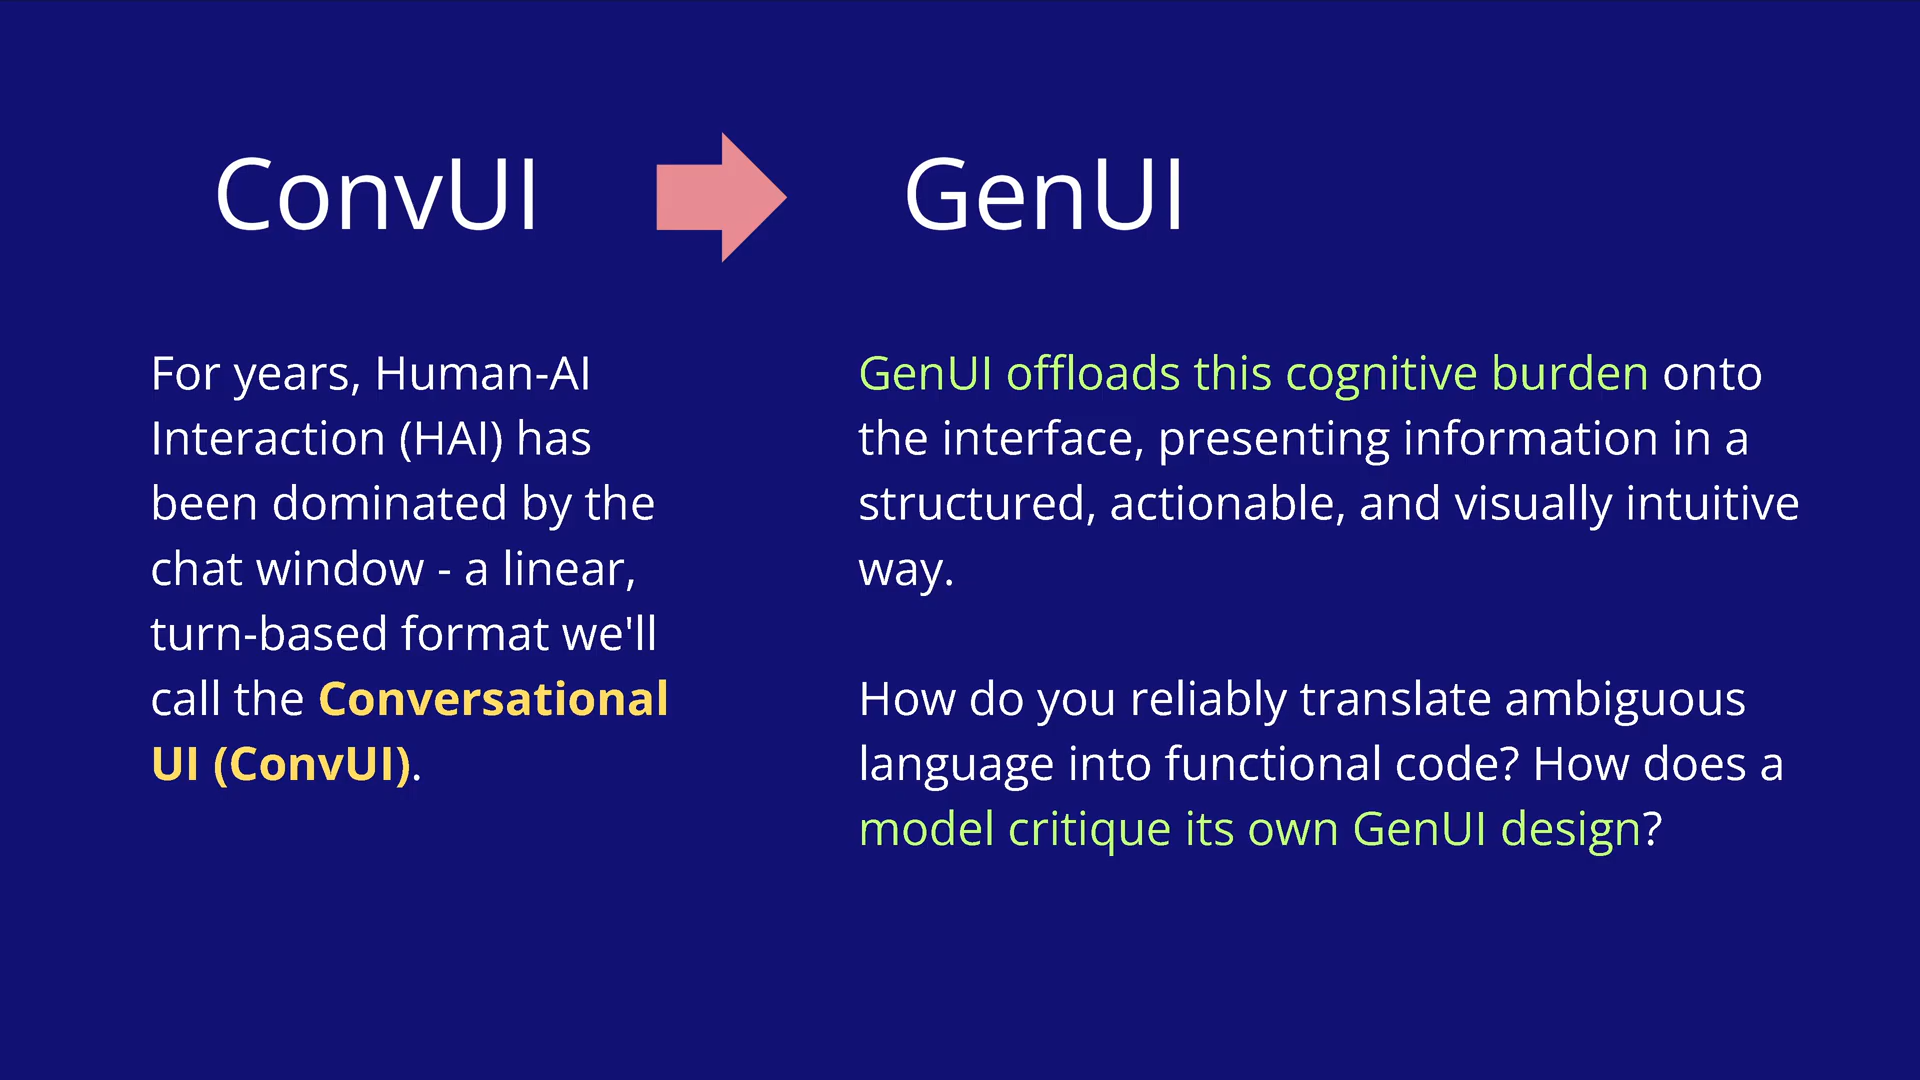 ConvUI
GenUI
For years, Human-AI
Interaction (HAI) has
been dominated by the
chat window - a linear,
turn-based format we'll
call the Conversational
UI (ConvUI).
GenUI offloads this cognitive burden onto
the interface, presenting information in a
structured, actionable, and visually intuitive
way.
How do you reliably translate ambiguous
language into functional code? How does a
model critique its own GenUI design?